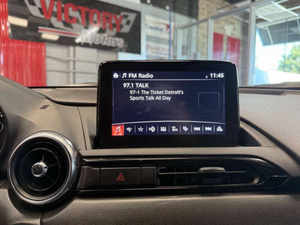 VICTORY
FM Radio
11:45
97.1 TALK
97-1 The Ticket Detroit's
Sports Talk All Day